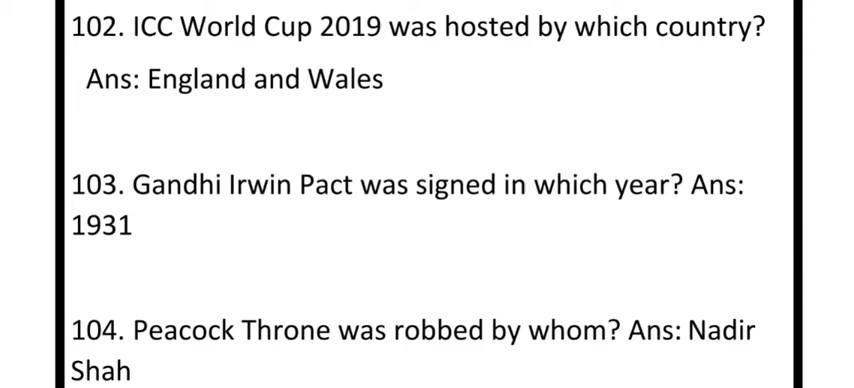 102. ICC World Cup 2019 was hosted by which country?
Ans: England and Wales
103. Gandhi Irwin Pact was signed in which year? Ans:
1931
104. Peacock Throne was robbed by whom? Ans: Nadir
Shah